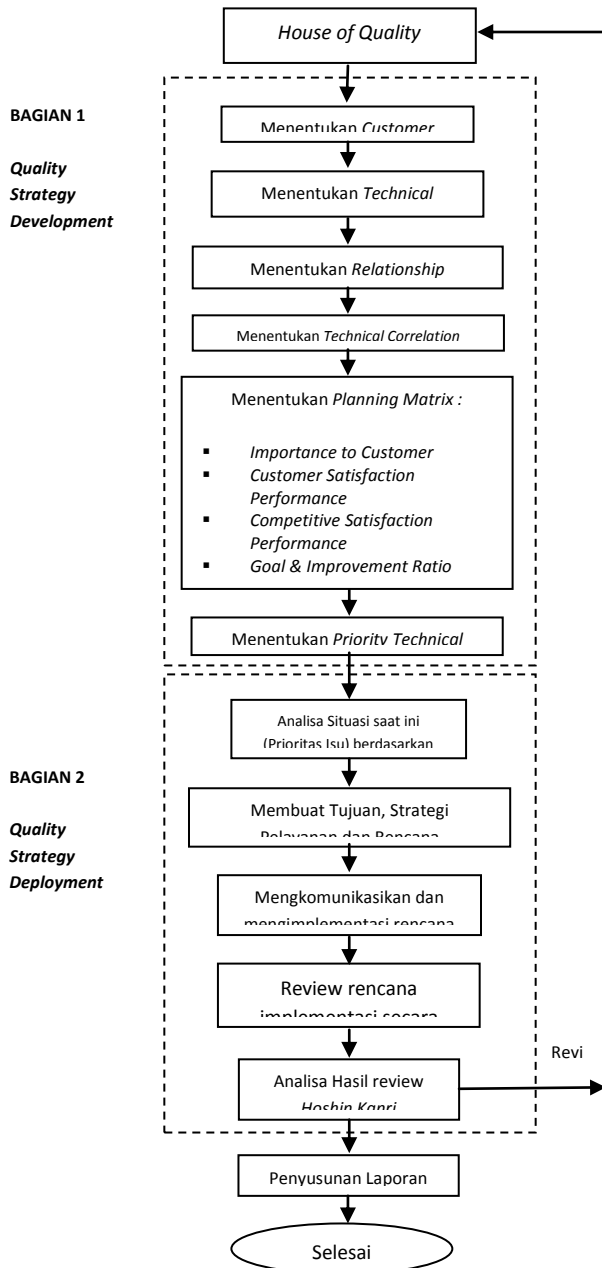 House of Quality
BAGIAN 1
Quality
Strategy
Development
Menentukan Customer
Menentukan Technical
Menentukan Relationship
Menentukan Technical Correlation
Menentukan Planning Matrix :
▪ Importance to Customer
▪ Customer Satisfaction
Performance
▪ Competitive Satisfaction
Performance
▪ Goal & Improvement Ratio
Menentukan Priority Technical
BAGIAN 2
Quality
Strategy
Deployment
Analisa Situasi saat ini
(Prioritas Isu) berdasarkan
Membuat Tujuan, Strategi
Pelayanan dan Rencana
Mengkomunikasikan dan
mengimplementasi rencana
Review rencana
implementasi secara
Analisa Hasil review
Hoshin Kanri
Revi
Penyusunan Laporan
Selesai